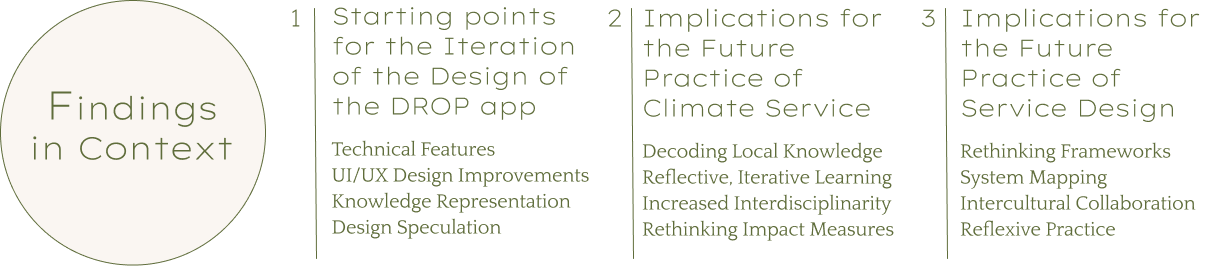 Findings
in Context
1
Starting points
for the Iteration
of the Design of
the DROP app
Technical Features
UI/UX Design Improvements
Knowledge Representation
Design Speculation
2
Implications for
the Future
Practice of
Climate Service
Decoding Local Knowledge
Reflective, Iterative Learning
Increased Interdisciplinarity
Rethinking Impact Measures
3
Implications for
the Future
Practice of
Service Design
Rethinking Frameworks
System Mapping
Intercultural Collaboration
Reflexive Practice